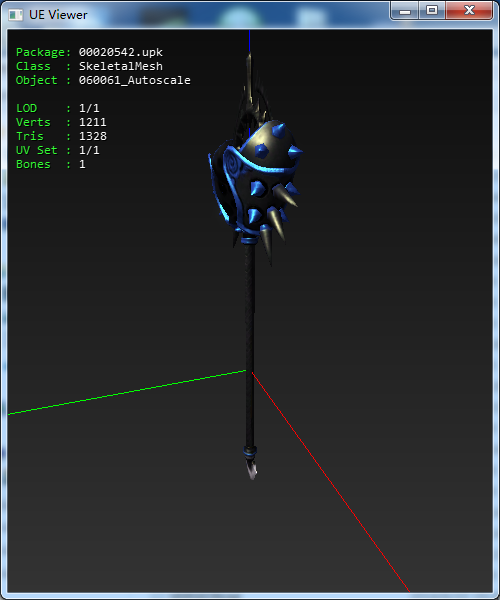 UE Viewer
Package: 00020542.upk
Class : SkeletalMesh
Object : 060061_Autoscale
LOD : 1/1
Verts : 1211
Tris : 1328
UV Set : 1/1
Bones : 1